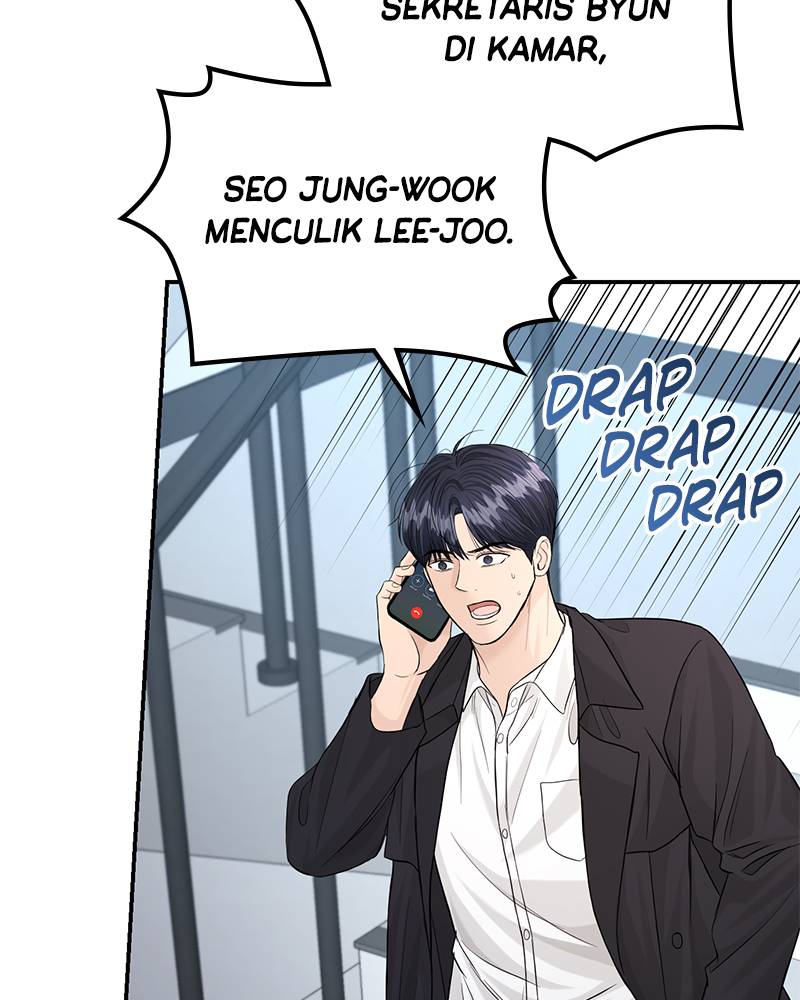 SEKRETARIS BYUN
DI KAMAR,
SEO JUNG-WOOK
MENCULIK LEE-JOO.
DRAP
DRAP
DRAP